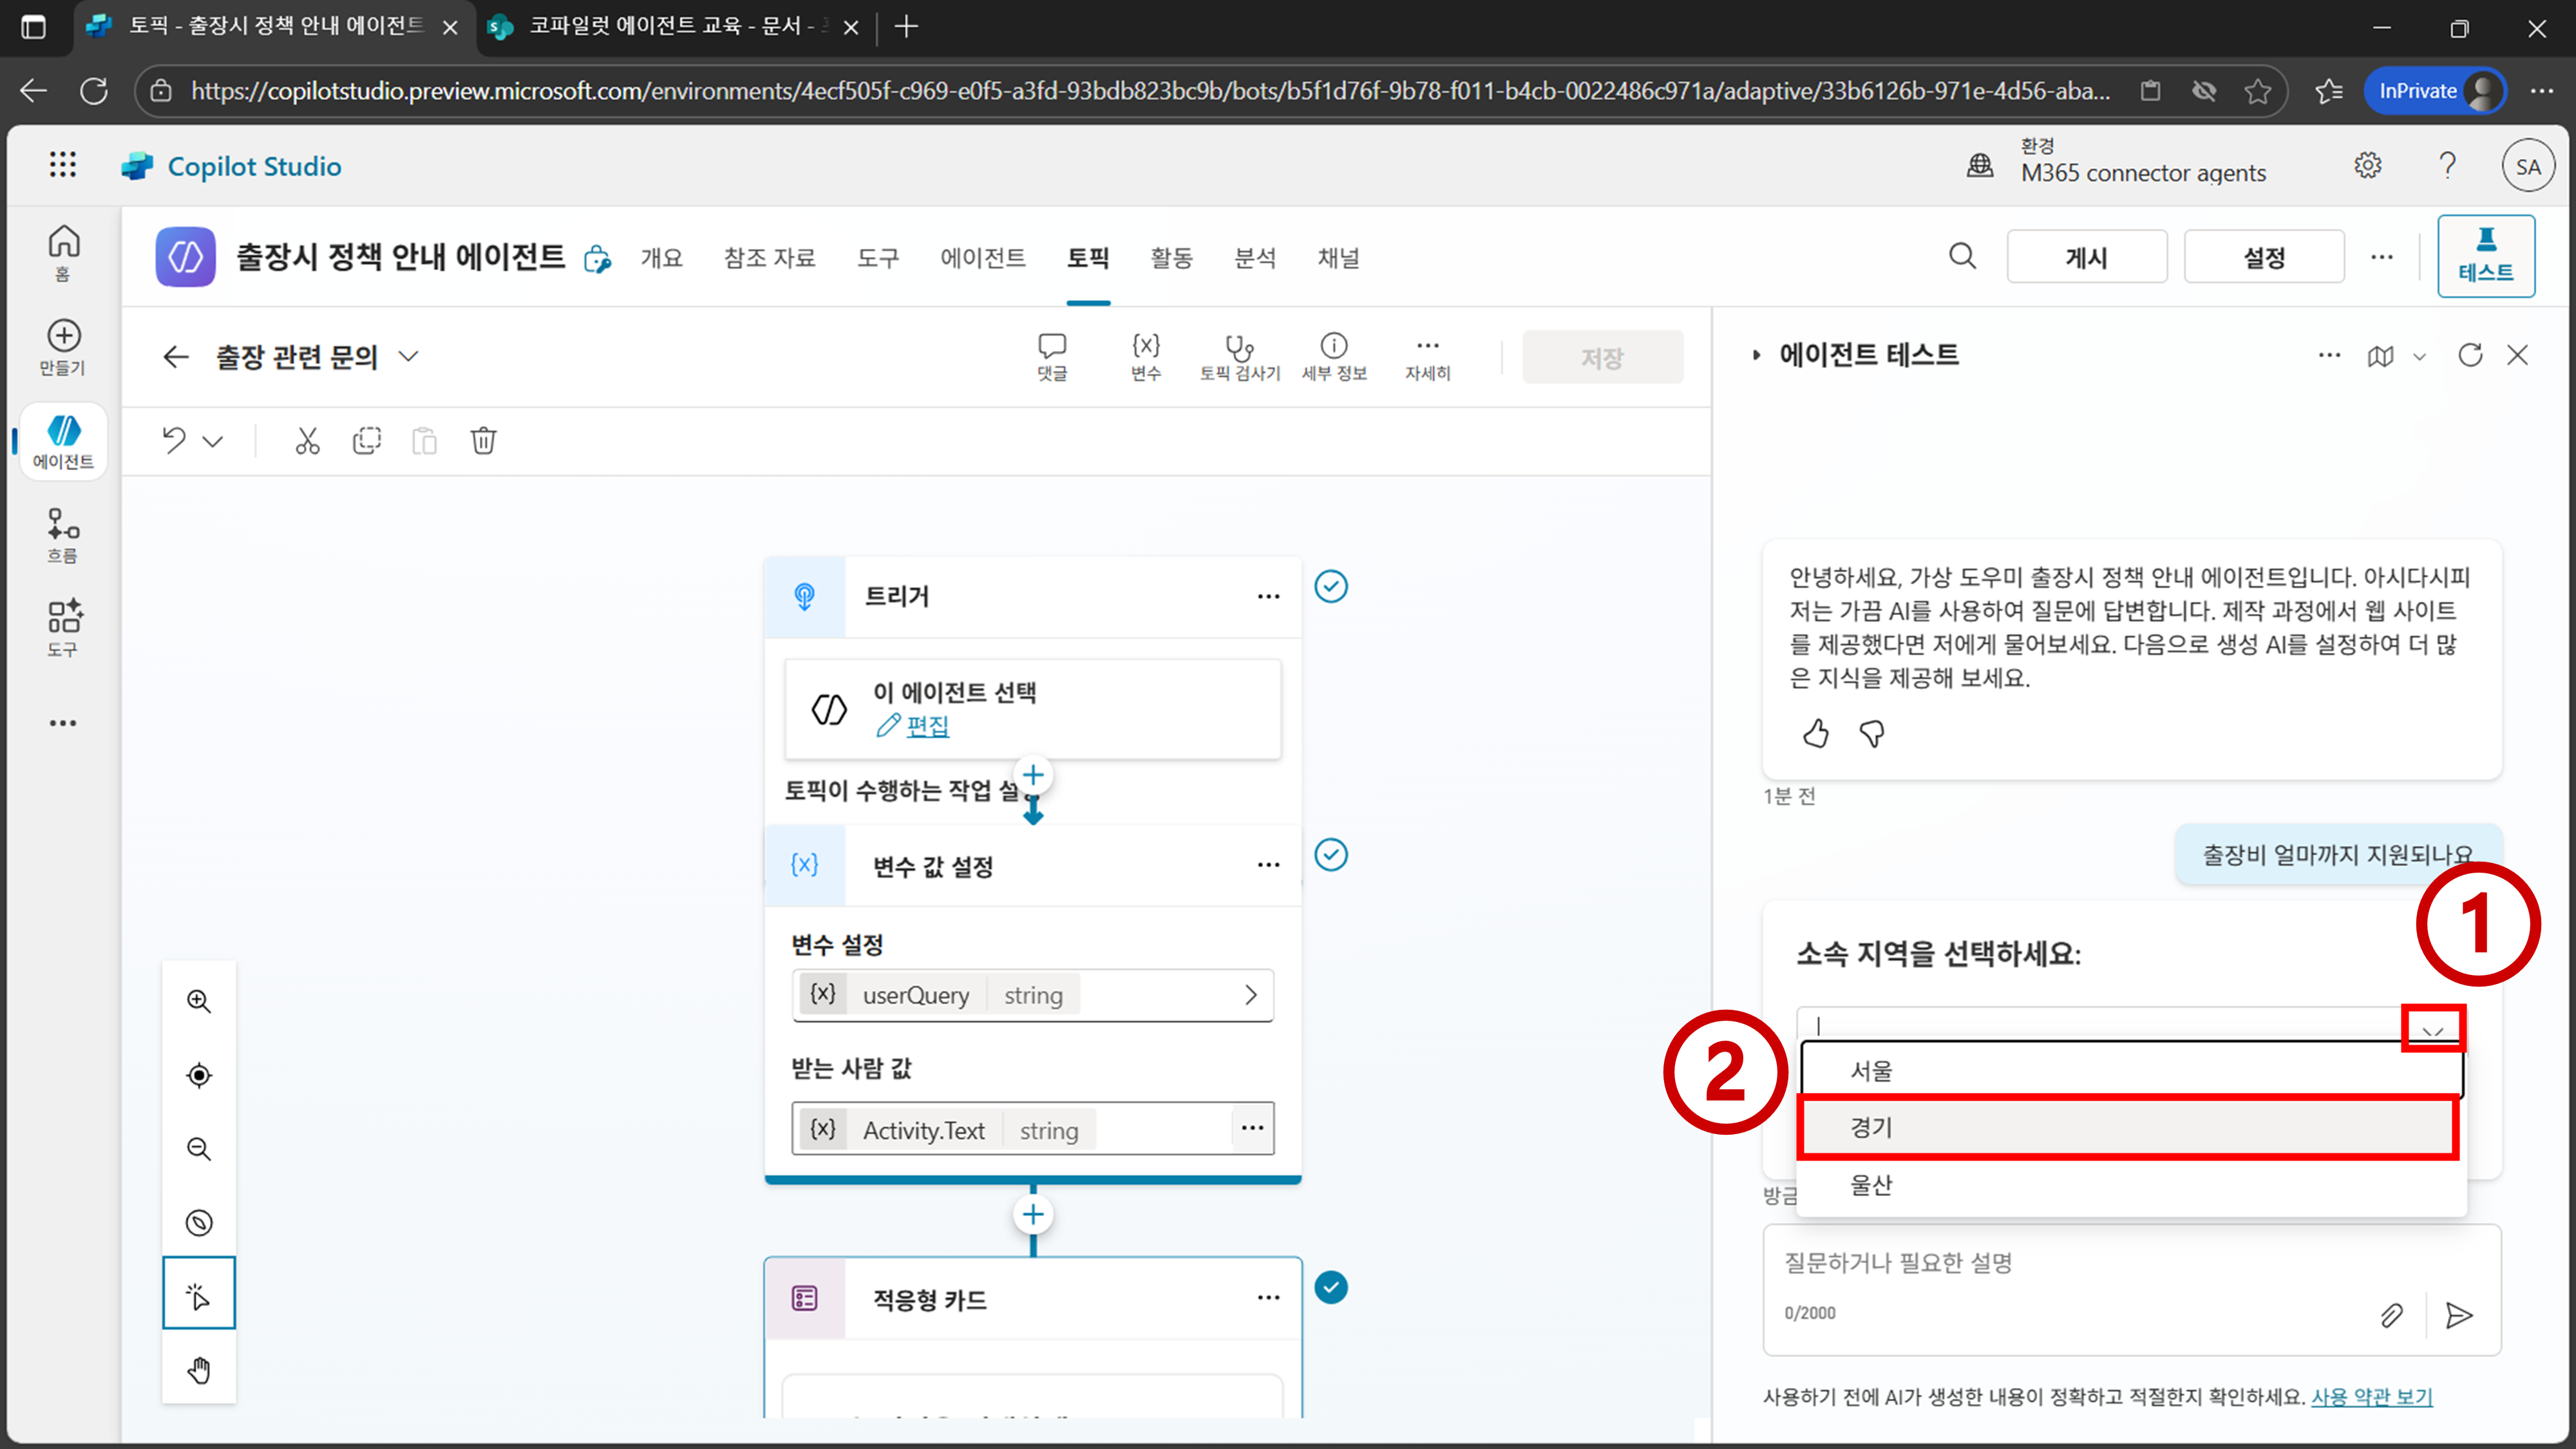 토픽 - 출장시 정책 안내 에이전트
코파일럿 에이전트 교육 - 문서 -
https://copilotstudio.preview.microsoft.com/environments/4ecf505f-c969-e0f5-a3fd-93bdb823bc9b/bots/b5f1d76f-9b78-f011-b4cb-0022486c971a/adaptive/33b6126b-971e-4d56-aba...
InPrivate
Copilot Studio
환경
M365 connector agents
SA
홈
만들기
에이전트
흐름
도구
출장시 정책 안내 에이전트
개요
참조 자료
도구
에이전트
토픽
활동
분석
채널
게시
설정
테스트
출장 관련 문의
댓글
{x}
변수
토픽 검사기
세부 정보
자세히
저장
트리거
이 에이전트 선택
편집
토픽이 수행하는 작업
{x}
변수 값 설정
변수 설정
{x} userQuery string
받는 사람 값
{x} Activity.Text string
적응형 카드
에이전트 테스트
안녕하세요, 가상 도우미 출장시 정책 안내 에이전트입니다. 아시다시피
저는 가끔 AI를 사용하여 질문에 답변합니다. 제작 과정에서 웹 사이트
를 제공했다면 저에게 물어보세요. 다음으로 생성 AI를 설정하여 더 많
은 지식을 제공해 보세요.
1분 전
출장비 얼마까지 지원되나요
1
소속 지역을 선택하세요:
2
서울
경기
울산
방금
질문하거나 필요한 설명
0/2000
사용하기 전에 AI가 생성한 내용이 정확하고 적절한지 확인하세요. 사용 약관 보기